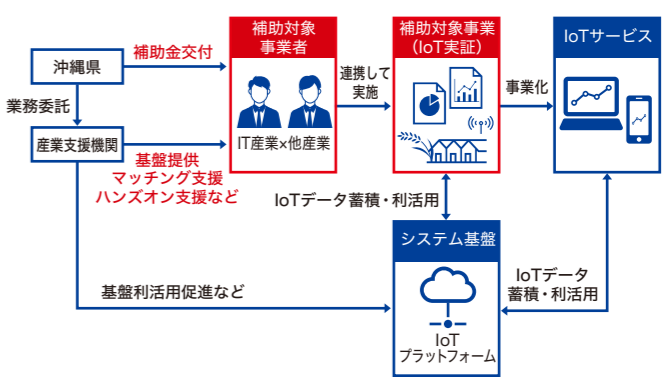 沖縄県
業務委託
産業支援機関
補助金交付
基盤提供
マッチング支援
ハンズオン支援など
補助対象
事業者
IT産業×他産業
連携して
実施
補助対象事業
（IoT実証）
事業化
IoTサービス
IoTデータ蓄積・利活用
システム基盤
IoT
プラットフォーム
基盤利活用促進など
IoTデータ
蓄積・利活用